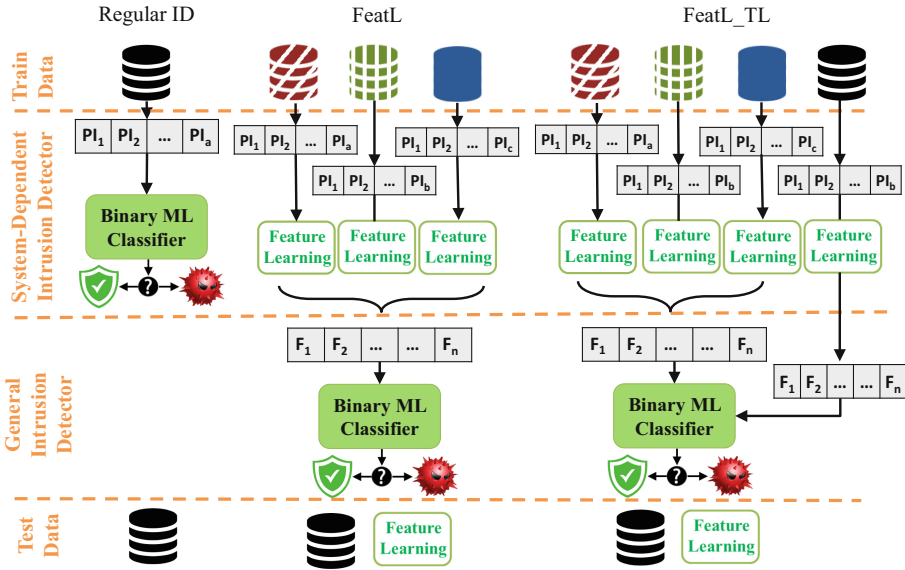 Regular ID
FeatL
FeatL_TL
Train
Data
System-Dependent
Intrusion Detector
PI1 PI2 ... PIa
Binary ML
Classifier
?
PI1 PI2 ... PIa
PI1 PI2 ... PIb
PI1 PI2 ... PIc
Feature
Learning
Feature
Learning
Feature
Learning
PI1 PI2 ... PIa
PI1 PI2 ... PIb
PI1 PI2 ... PIc
PI1 PI2 ... PIb
Feature
Learning
Feature
Learning
Feature
Learning
Feature
Learning
General
Intrusion
Detector
F1 F2 ... ... Fn
Binary ML
Classifier
?
F1 F2 ... ... Fn
F1 F2 ... ... Fn
Binary ML
Classifier
?
Test
Data
Feature
Learning
Feature
Learning